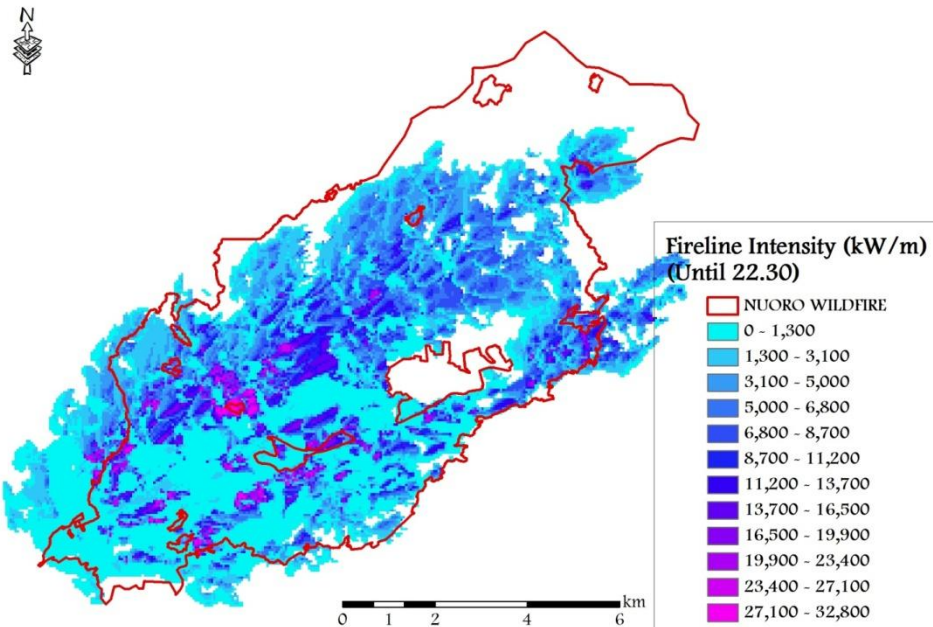 N
Fireline Intensity (kW/m)
(Until 22.30)
NUORO WILDFIRE
0 - 1,300
1,300 - 3,100
3,100 - 5,000
5,000 - 6,800
6,800 - 8,700
8,700 - 11,200
11,200 - 13,700
13,700 - 16,500
16,500 - 19,900
19,900 - 23,400
23,400 - 27,100
27,100 - 32,800
km
0 1 2 4 6